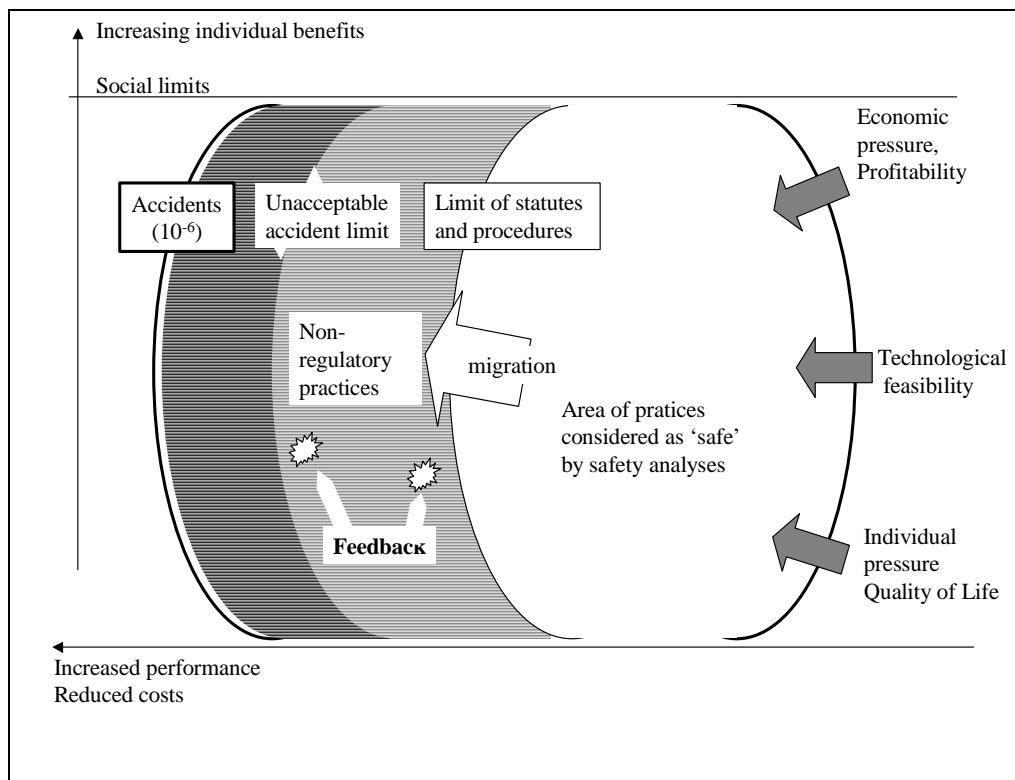 Increasing individual benefits
Social limits
Economic
pressure,
Profitability
Accidents
(10⁻⁶)
Unacceptable
accident limit
Limit of statutes
and procedures
Non-
regulatory
practices
migration
Technological
feasibility
Area of pratices
considered as ‘safe’
by safety analyses
Feedback
Individual
pressure
Quality of Life
Increased performance
Reduced costs